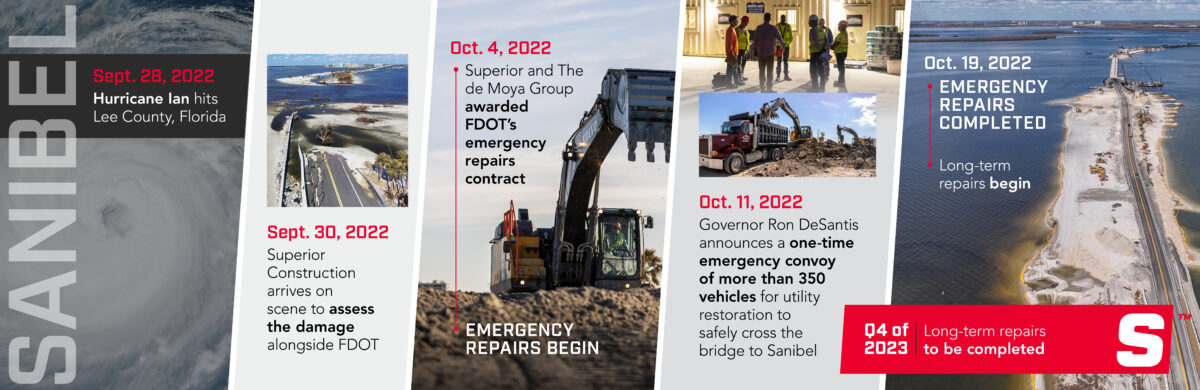 SANIBEL
Sept. 28, 2022
Hurricane Ian hits
Lee County, Florida
Sept. 30, 2022
Superior
Construction
arrives on
scene to assess
the damage
alongside FDOT
Oct. 4, 2022
Superior and The
de Moya Group
awarded
FDOT's
emergency
repairs
contract
EMERGENCY
REPAIRS BEGIN
Oct. 11, 2022
Governor Ron DeSantis
announces a one-time
emergency convoy
of more than 350
vehicles for utility
restoration to
safely cross the
bridge to Sanibel
Oct. 19, 2022
EMERGENCY
REPAIRS
COMPLETED
Long-term
repairs begin
Q4 of
2023
Long-term repairs
to be completed
S
TM